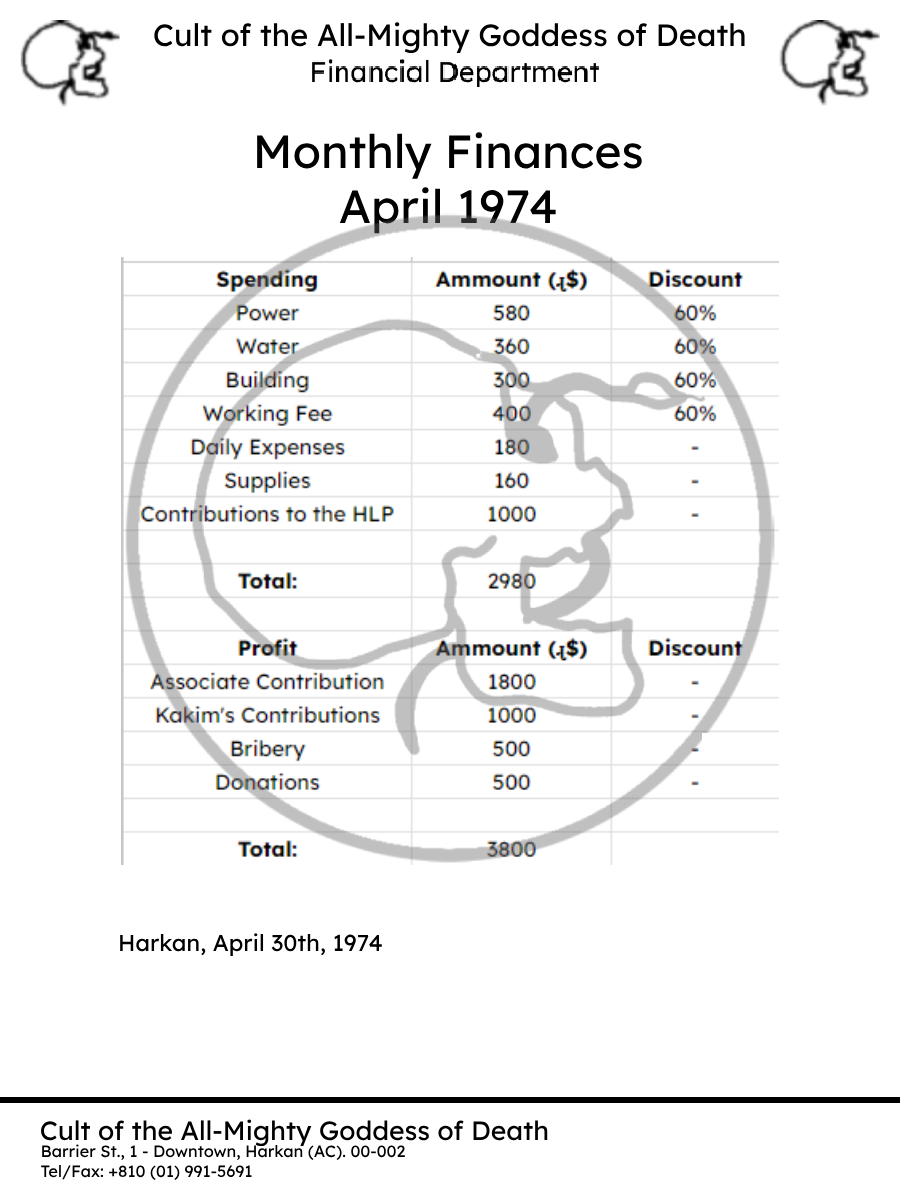 Cult of the All-Mighty Goddess of Death
Financial Department
Monthly Finances
April 1974
Spending Ammount (ɻ$) Discount
Power 580 60%
Water 360 60%
Building 300 60%
Working Fee 400 60%
Daily Expenses 180 -
Supplies 160 -
Contributions to the HLP 1000 -
Total: 2980
Profit Ammount (ɻ$) Discount
Associate Contribution 1800 -
Kakim's Contributions 1000 -
Bribery 500 -
Donations 500 -
Total: 3800
Harkan, April 30th, 1974
Cult of the All-Mighty Goddess of Death
Barrier St., 1 - Downtown, Harkan (AC). 00-002
Tel/Fax: +810 (01) 991-5691